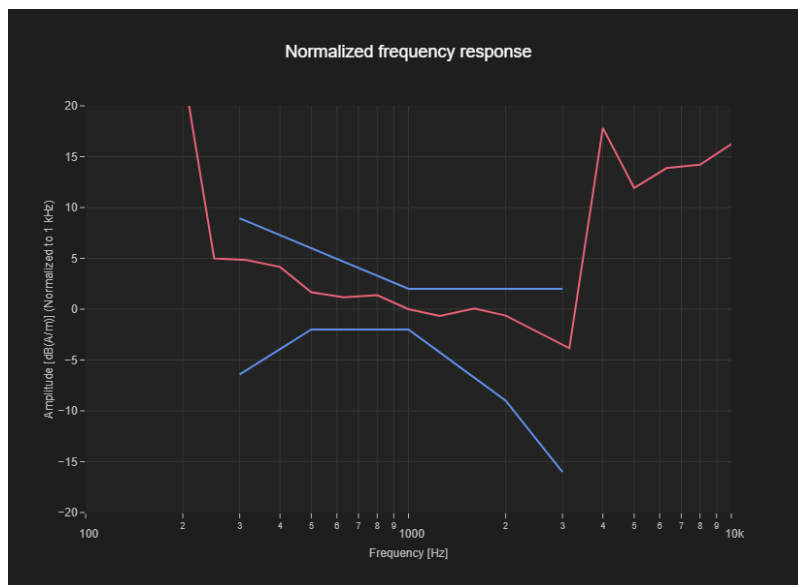 Normalized frequency response
Amplitude [dB(A/m)] (Normalized to 1 kHz)
20
15
10
5
0
−5
−10
−15
−20
100 2 3 4 5 6 7 8 9 1000 2 3 4 5 6 7 8 9 10k
Frequency [Hz]